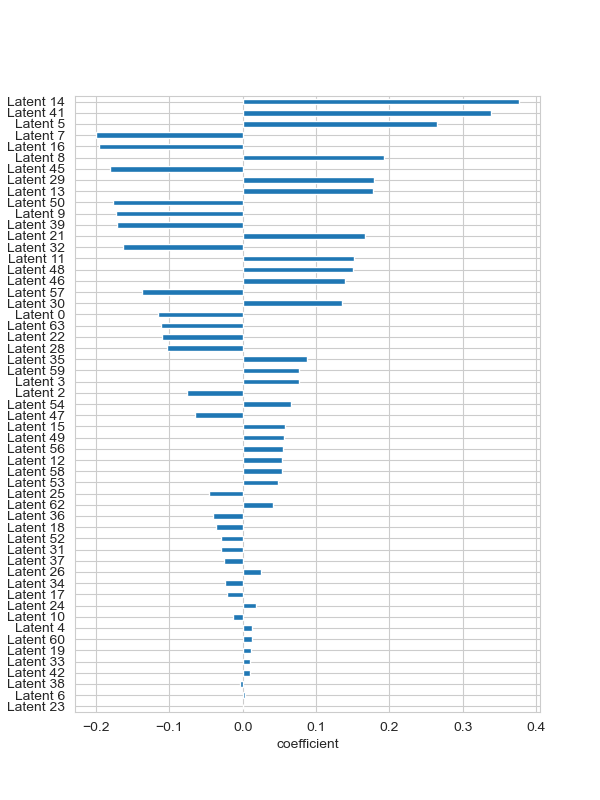 Latent 14
Latent 41
Latent 5
Latent 7
Latent 16
Latent 8
Latent 45
Latent 29
Latent 13
Latent 50
Latent 9
Latent 39
Latent 21
Latent 32
Latent 11
Latent 48
Latent 46
Latent 57
Latent 30
Latent 0
Latent 63
Latent 22
Latent 28
Latent 35
Latent 59
Latent 3
Latent 2
Latent 54
Latent 47
Latent 15
Latent 49
Latent 56
Latent 12
Latent 58
Latent 53
Latent 25
Latent 62
Latent 36
Latent 18
Latent 52
Latent 31
Latent 37
Latent 26
Latent 34
Latent 17
Latent 24
Latent 10
Latent 4
Latent 60
Latent 19
Latent 33
Latent 42
Latent 38
Latent 6
Latent 23
−0.2 −0.1 0.0 0.1 0.2 0.3 0.4
coefficient